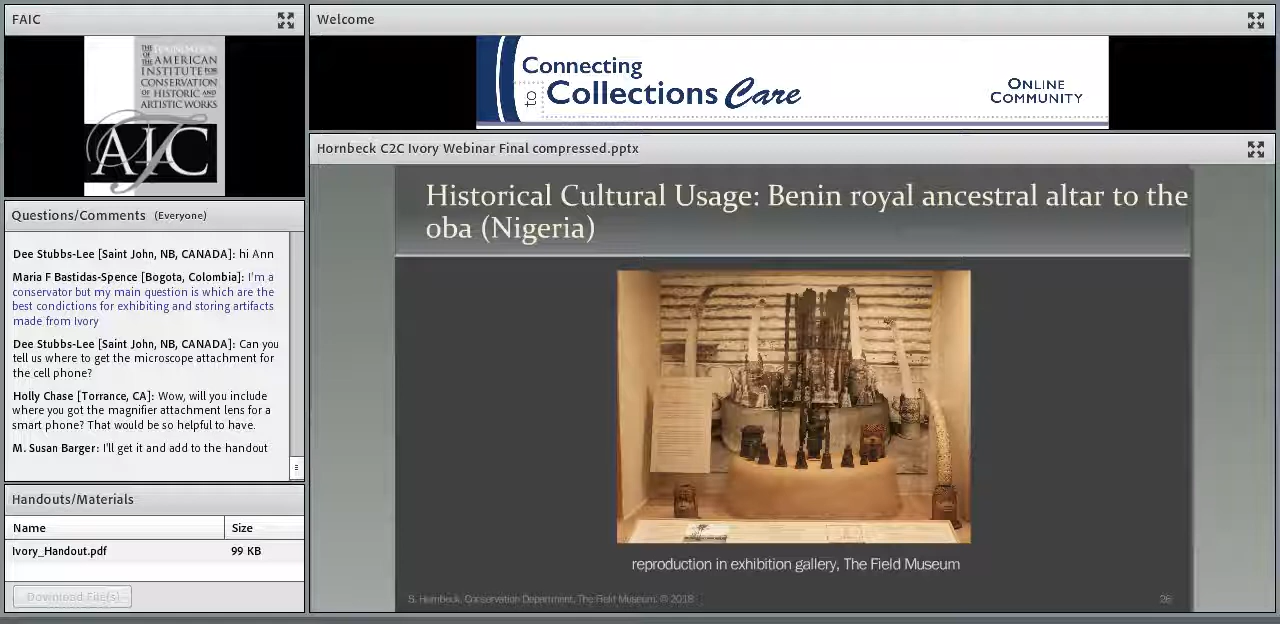 FAIC
THE FOUNDATION
OF THE AMERICAN
INSTITUTE FOR
CONSERVATION
OF HISTORIC AND
ARTISTIC WORKS
AIC
Questions/Comments (Everyone)
Dee Stubbs-Lee [Saint John, NB, CANADA]: hi Ann
Maria F Bastidas-Spence [Bogota, Colombia]: I'm a
conservator but my main question is which are the
best condictions for exhibiting and storing artifacts
made from Ivory
Dee Stubbs-Lee [Saint John, NB, CANADA]: Can you
tell us where to get the microscope attachment for
the cell phone?
Holly Chase [Torrance, CA]: Wow, will you include
where you got the magnifier attachment lens for a
smart phone? That would be so helpful to have.
M. Susan Barger: I'll get it and add to the handout
Handouts/Materials
Name Size
Ivory_Handout.pdf 99 KB
Download File(s)
Welcome
Connecting
to Collections Care
ONLINE
COMMUNITY
Hornbeck C2C Ivory Webinar Final compressed.pptx
Historical Cultural Usage: Benin royal ancestral altar to the
oba (Nigeria)
reproduction in exhibition gallery, The Field Museum
S. Hornbeck, Conservation Department, The Field Museum, © 2018
26